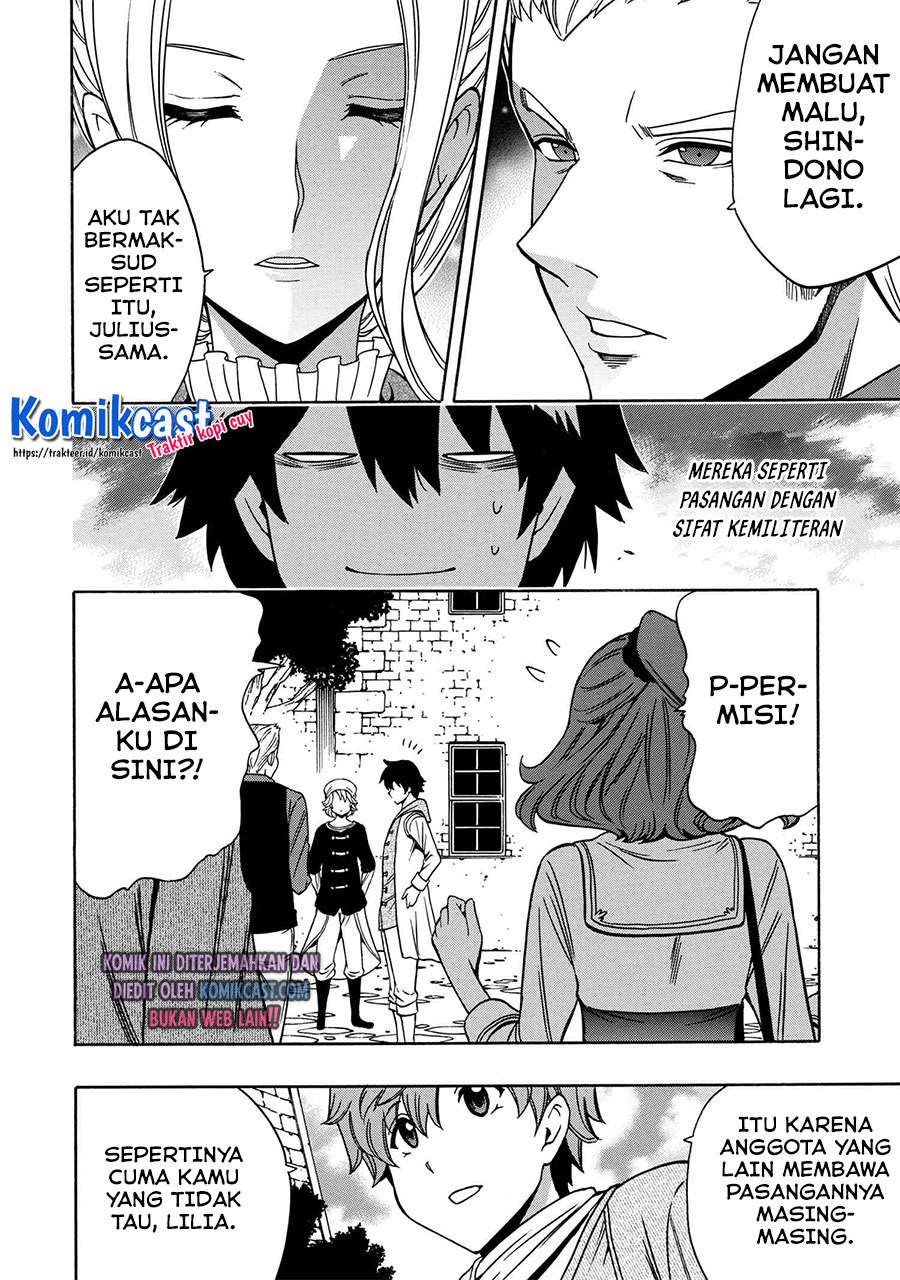 JANGAN
MEMBUAT
MALU,
SHIN-
DONO
LAGI.
AKU TAK
BERMAK-
SUD
SEPERTI
ITU,
JULIUS-
SAMA.
Komikcast
Traktir kopi cuy
https://trakteer.id/komikcast
MEREKA SEPERTI
PASANGAN DENGAN
SIFAT KEMILITERAN
P-PER-
MISI!
A-APA
ALASAN-
KU DI
SINI?!
KOMIK INI DITERJEMAHKAN DAN
DIEDIT OLEH KOMIKCAST.COM
BUKAN WEB LAIN!!
ITU KARENA
ANGGOTA YANG
LAIN MEMBAWA
PASANGANNYA
MASING-
MASING.
SEPERTINYA
CUMA KAMU
YANG TIDAK
TAU, LILIA.